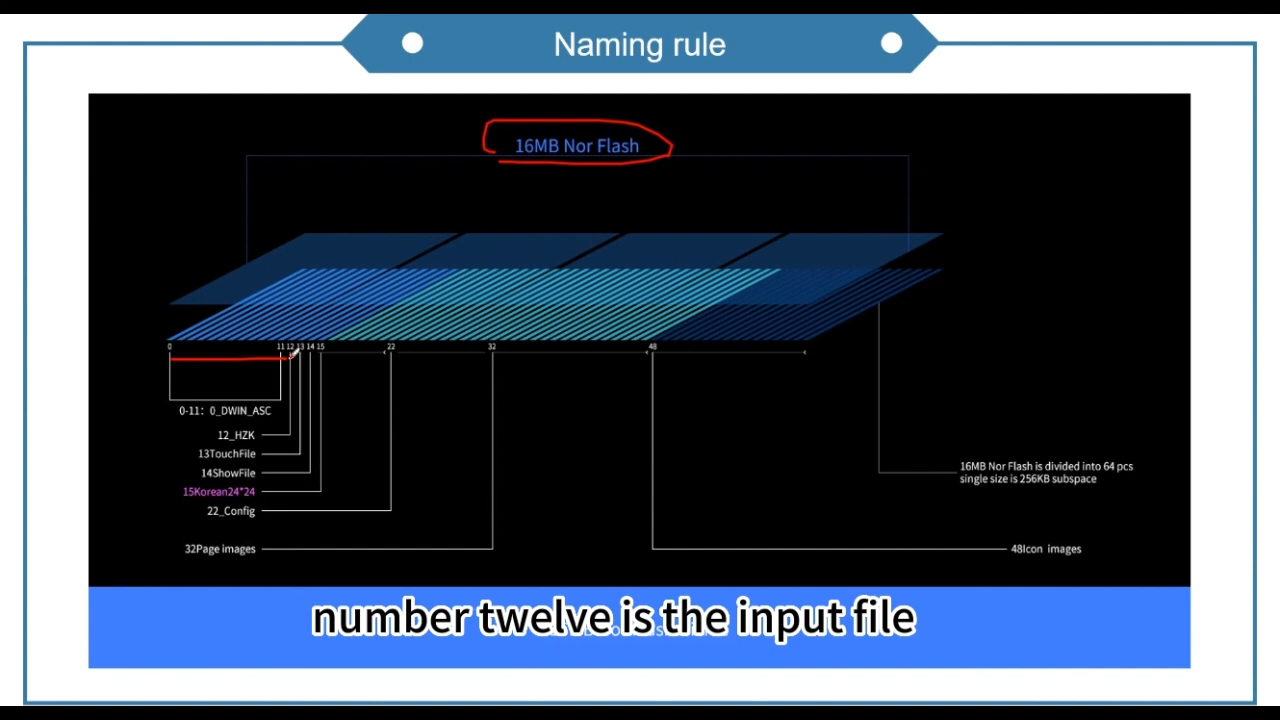 Naming rule
16MB Nor Flash
0 11 12 13 14 15 22 32 48
0-11: 0_DWIN_ASC
12_HZK
13TouchFile
14ShowFile
15Korean24*24
22_Config
32Page images
16MB Nor Flash is divided into 64 pcs
single size is 256KB subspace
48Icon images
number twelve is the input file